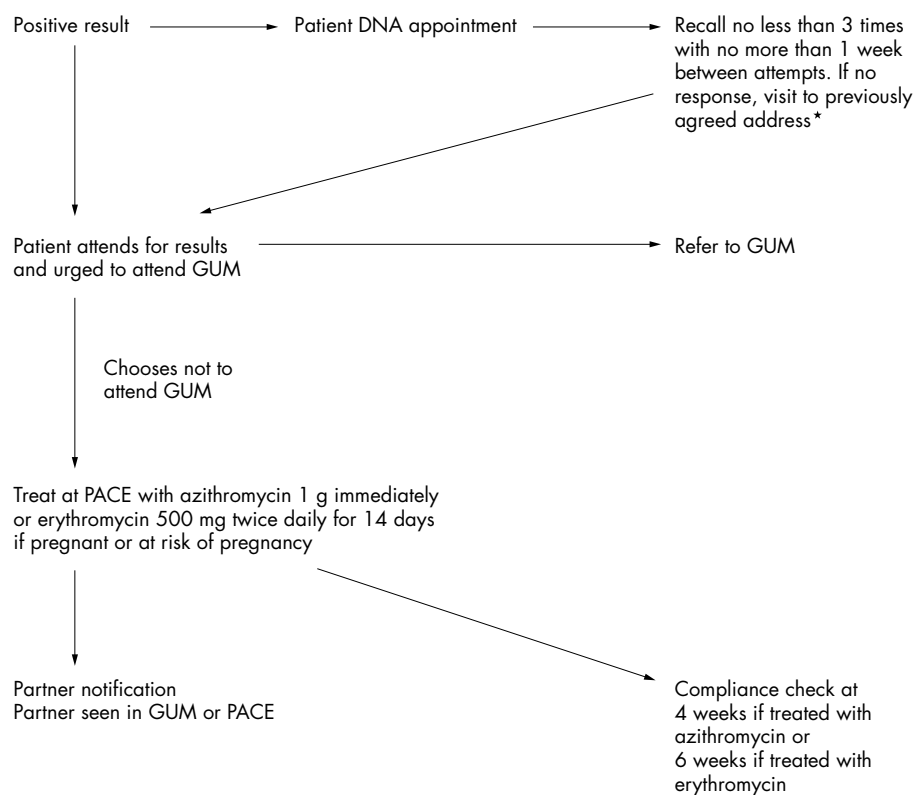 Positive result
Patient DNA appointment
Recall no less than 3 times
with no more than 1 week
between attempts. If no
response, visit to previously
agreed address*
Patient attends for results
and urged to attend GUM
Refer to GUM
Chooses not to
attend GUM
Treat at PACE with azithromycin 1 g immediately
or erythromycin 500 mg twice daily for 14 days
if pregnant or at risk of pregnancy
Partner notification
Partner seen in GUM or PACE
Compliance check at
4 weeks if treated with
azithromycin or
6 weeks if treated with
erythromycin